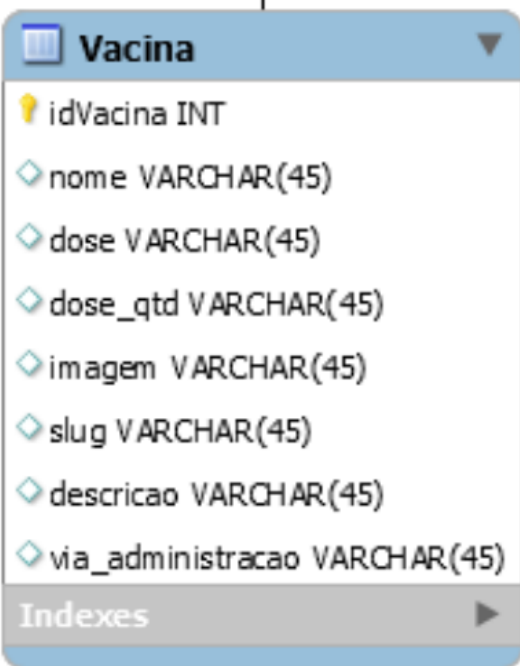 Vacina
idVacina INT
nome VARCHAR(45)
dose VARCHAR(45)
dose_qtd VARCHAR(45)
imagem VARCHAR(45)
slug VARCHAR(45)
descricao VARCHAR(45)
via_administracao VARCHAR(45)
Indexes